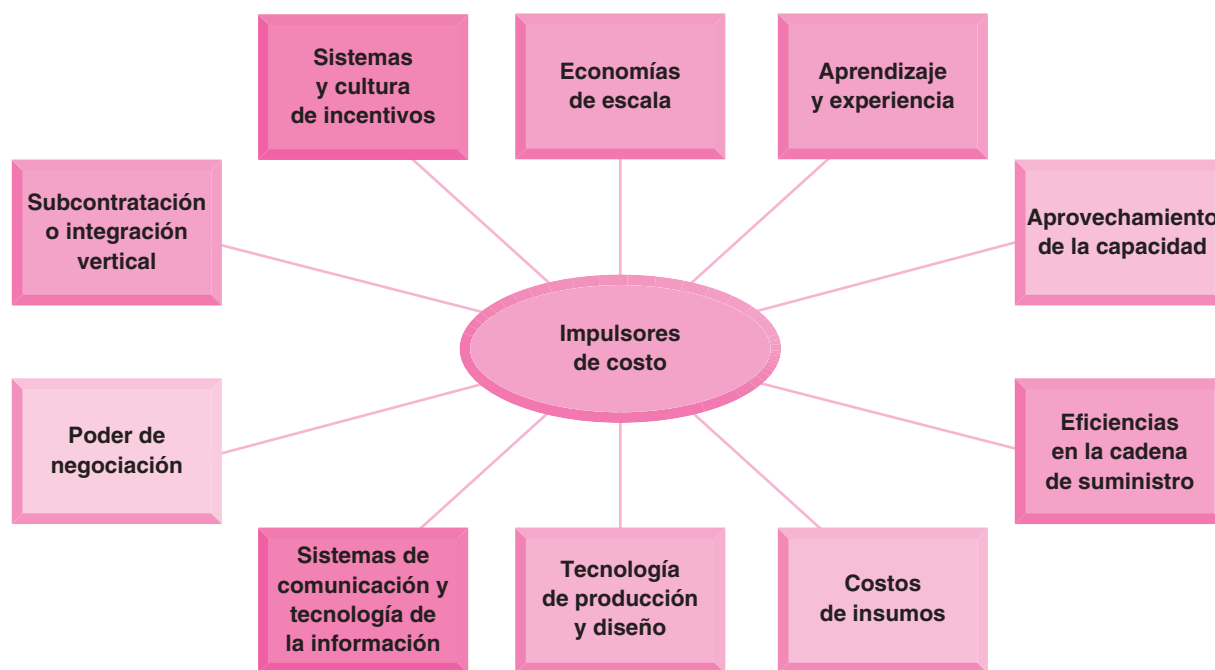 Sistemas
y cultura
de incentivos
Economías
de escala
Aprendizaje
y experiencia
Subcontratación
o integración
vertical
Aprovechamiento
de la capacidad
Impulsores
de costo
Poder de
negociación
Eficiencias
en la cadena
de suministro
Sistemas de
comunicación y
tecnología de
la información
Tecnología
de producción
y diseño
Costos
de insumos